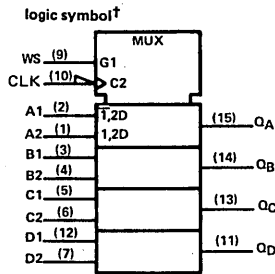 logic symbol†
MUX
WS (9) G1
CLK (10) C2
A1 (2) 1̅,2D (15) QA
A2 (1) 1,2D
B1 (3) (14) QB
B2 (4)
C1 (5) (13) QC
C2 (6)
D1 (12) (11) QD
D2 (7)